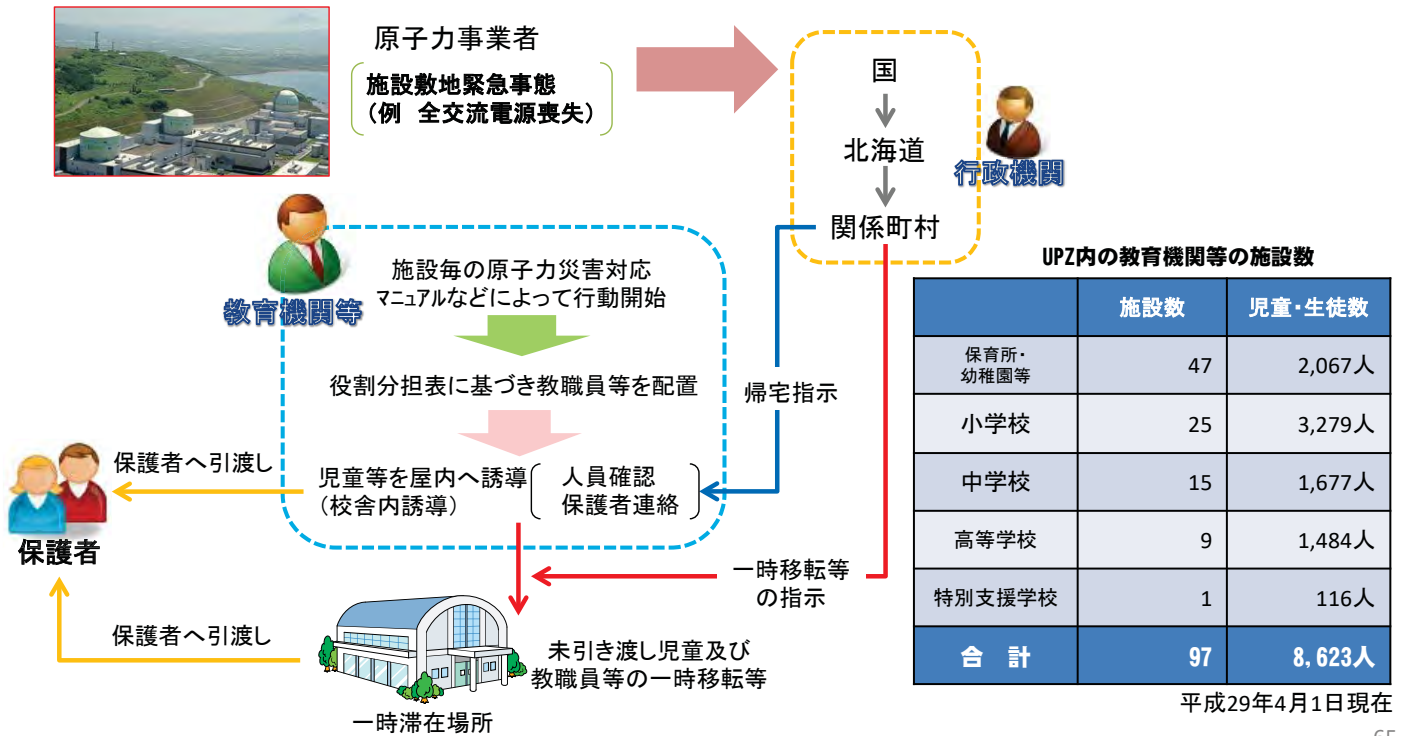 原子力事業者
施設敷地緊急事態
（例　全交流電源喪失）
国
北海道
関係町村
行政機関
教育機関等
施設毎の原子力災害対応
マニュアルなどによって行動開始
役割分担表に基づき教職員等を配置
児童等を屋内へ誘導
（校舎内誘導）
人員確認
保護者連絡
帰宅指示
一時移転等
の指示
保護者へ引渡し
保護者
保護者へ引渡し
未引き渡し児童及び
教職員等の一時移転等
一時滞在場所
UPZ内の教育機関等の施設数
施設数 児童・生徒数
保育所・
幼稚園等 47 2,067人
小学校 25 3,279人
中学校 15 1,677人
高等学校 9 1,484人
特別支援学校 1 116人
合　計 97 8,623人
平成29年4月1日現在